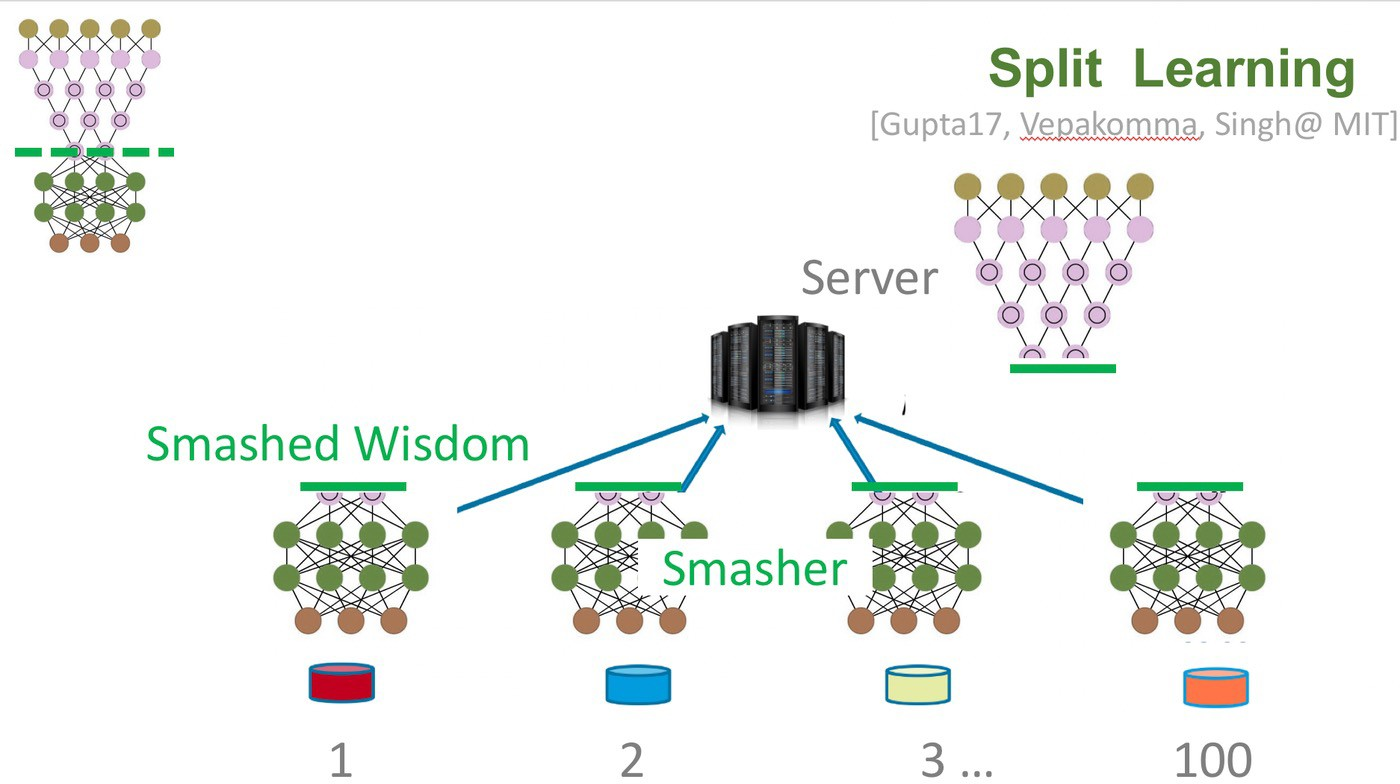 Split Learning
[Gupta17, Vepakomma, Singh@ MIT]
Server
Smashed Wisdom
Smasher
1
2
3 ...
100